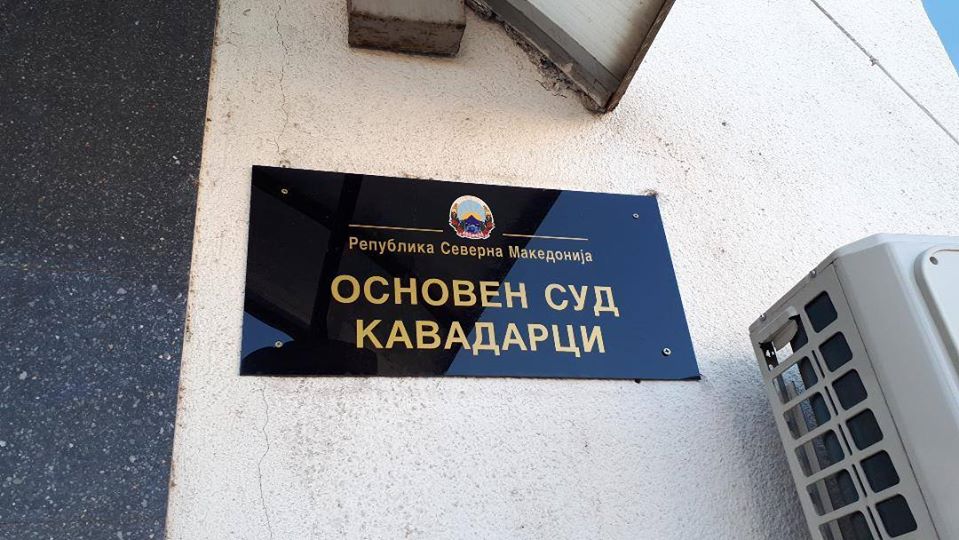 Република Северна Македонија
ОСНОВЕН СУД
КАВАДАРЦИ